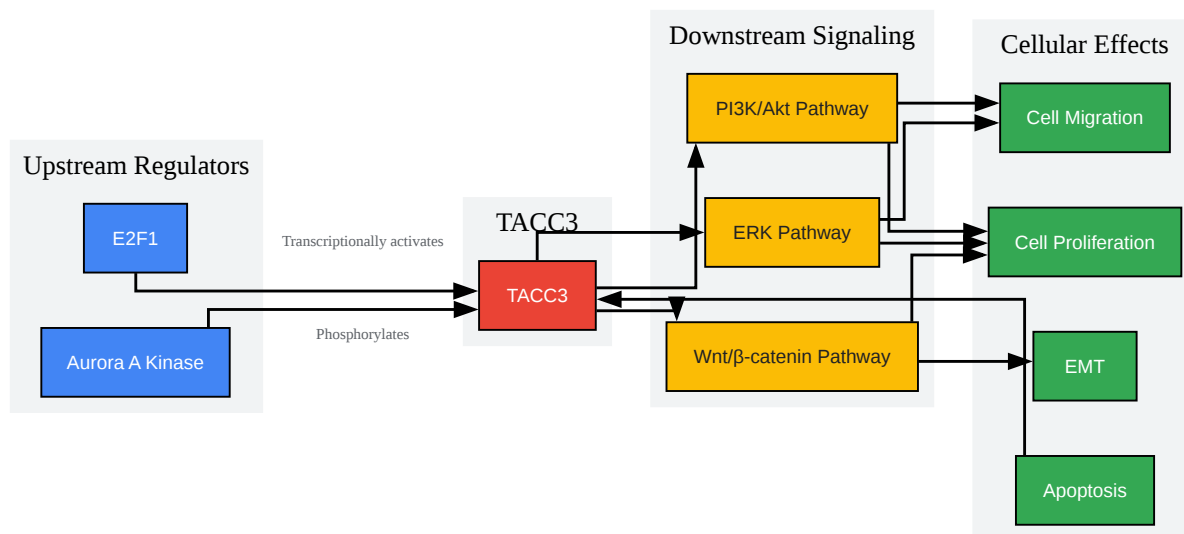 Upstream Regulators
E2F1
Aurora A Kinase
Transcriptionally activates
Phosphorylates
TACC3
TACC3
Downstream Signaling
PI3K/Akt Pathway
ERK Pathway
Wnt/β-catenin Pathway
Cellular Effects
Cell Migration
Cell Proliferation
EMT
Apoptosis